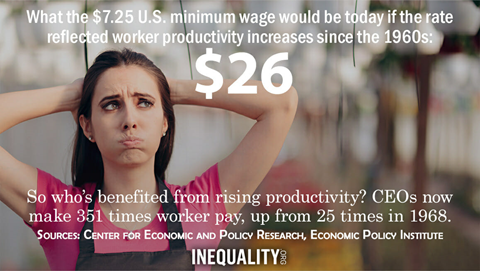 What the $7.25 U.S. minimum wage would be today if the rate
reflected worker productivity increases since the 1960s:
$26
So who's benefited from rising productivity? CEOs now
make 351 times worker pay, up from 25 times in 1968.
Sources: Center for Economic and Policy Research, Economic Policy Institute
INEQUALITY.ORG